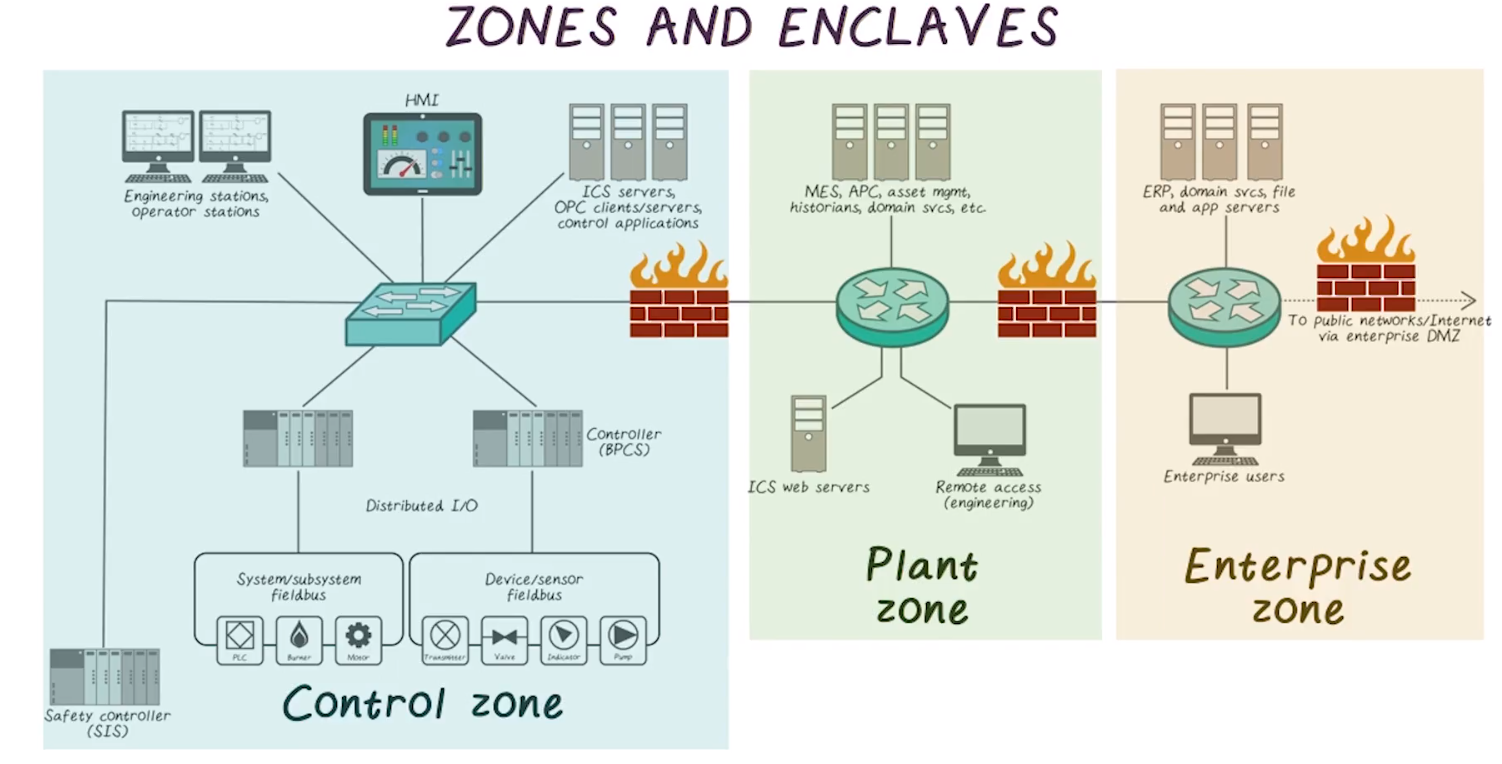 ZONES AND ENCLAVES
HMI
Engineering stations,
operator stations
ICS servers,
OPC clients/servers,
control applications
Controller
(BPCS)
Distributed I/O
System/subsystem
fieldbus
PLC
Burner
Motor
Device/sensor
fieldbus
Transmitter
Valve
Indicator
Pump
Safety controller
(SIS)
Control zone
MES, APC, asset mgmt,
historians, domain svcs, etc.
ICS web servers
Remote access
(engineering)
Plant
zone
ERP, domain svcs, file
and app servers
To public networks/Internet
via enterprise DMZ
Enterprise users
Enterprise
zone